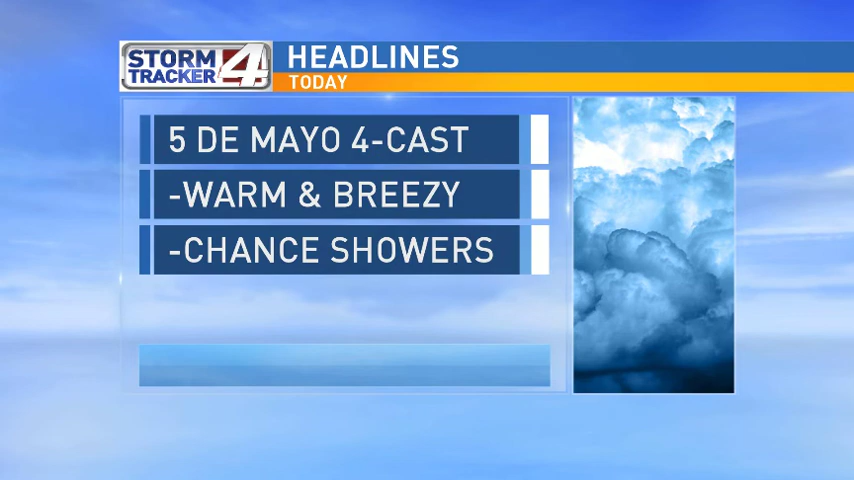 STORM
TRACKER
4
HEADLINES
TODAY
5 DE MAYO 4-CAST
-WARM & BREEZY
-CHANCE SHOWERS